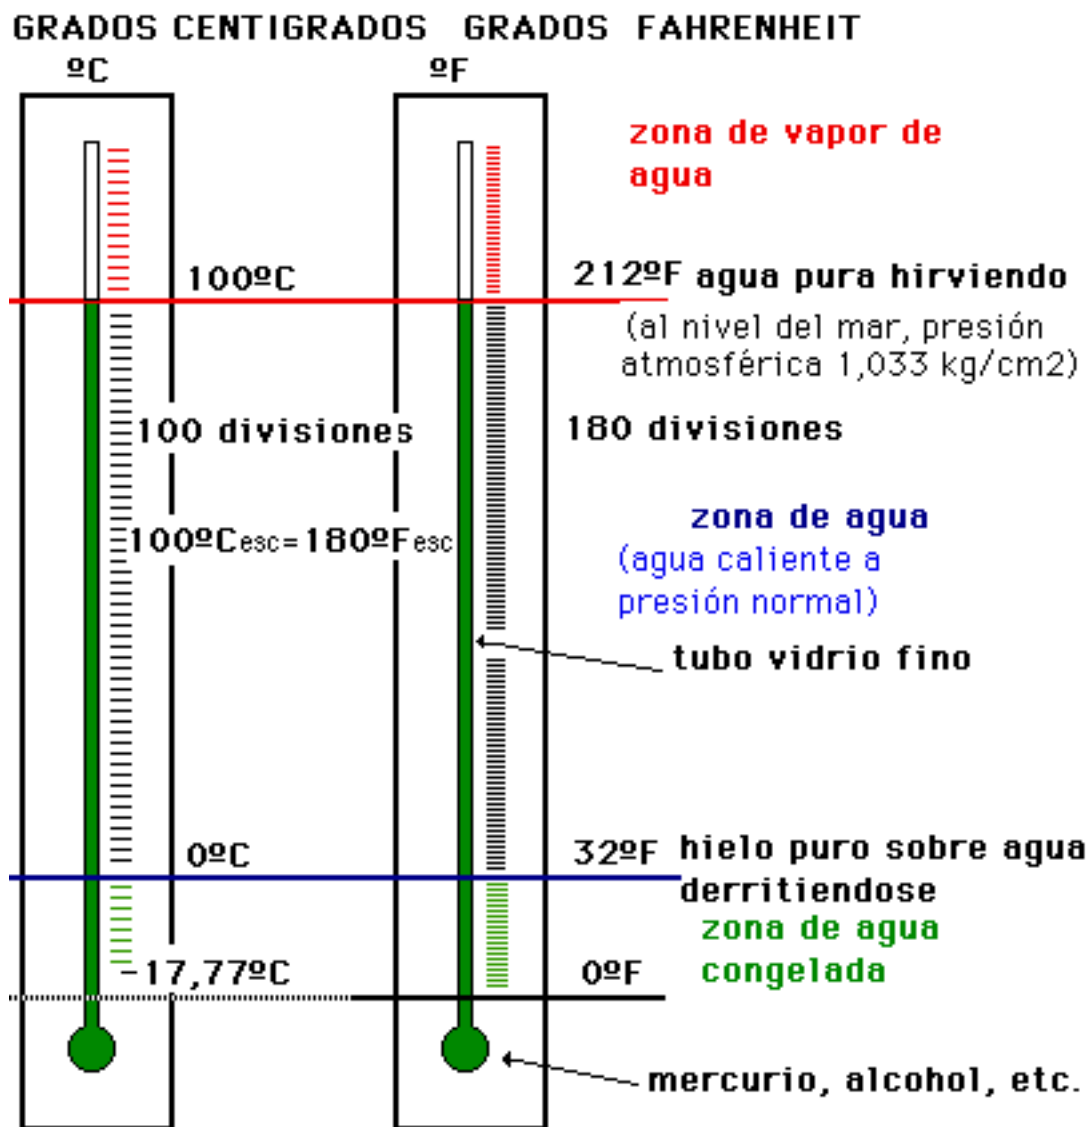 GRADOS CENTIGRADOS GRADOS FAHRENHEIT
ºC ºF
zona de vapor de
agua
100ºC 212ºF agua pura hirviendo
(al nivel del mar, presión
atmosférica 1,033 kg/cm2)
100 divisiones 180 divisiones
zona de agua
100ºCesc=180ºFesc (agua caliente a
presión normal)
tubo vidrio fino
0ºC 32ºF hielo puro sobre agua
derritiendose
zona de agua
-17,77ºC 0ºF congelada
mercurio, alcohol, etc.